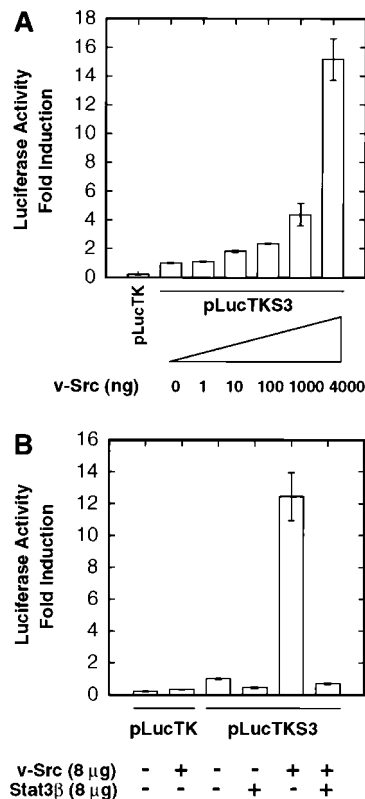 A
Luciferase Activity
Fold Induction
18
16
14
12
10
8
6
4
2
0
pLucTK
pLucTKS3
v-Src (ng) 0 1 10 100 1000 4000
B
Luciferase Activity
Fold Induction
16
14
12
10
8
6
4
2
0
pLucTK pLucTKS3
v-Src (8 µg) - + - - + +
Stat3β (8 µg) - - - + - +